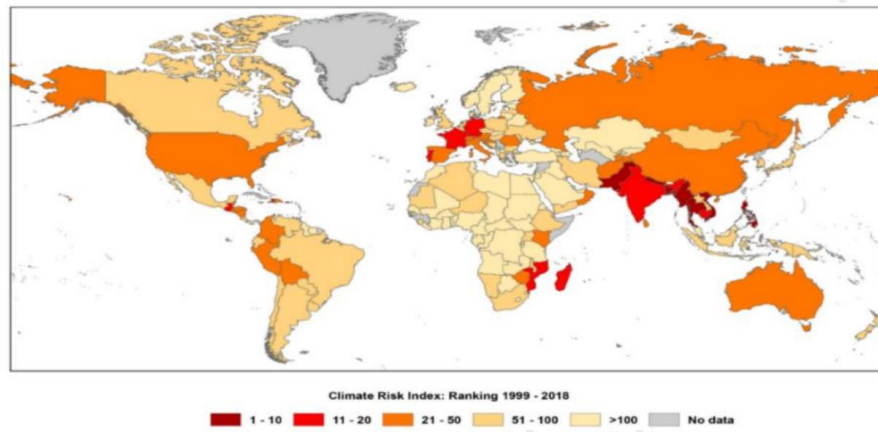 Climate Risk Index: Ranking 1999 - 2018
1 - 10 11 - 20 21 - 50 51 - 100 >100 No data